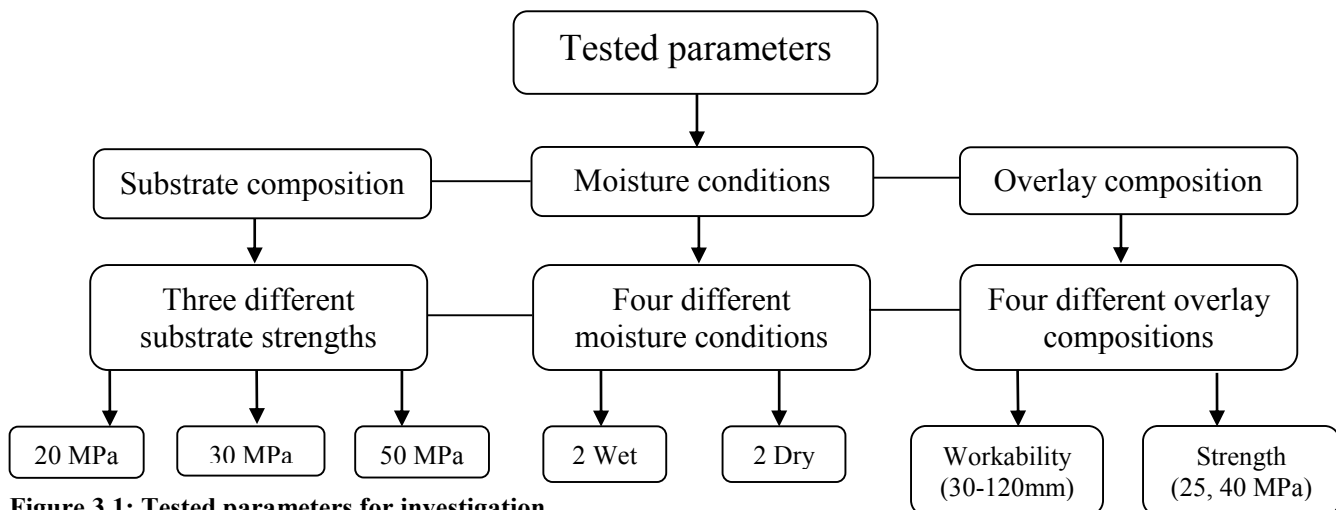 Tested parameters
Substrate composition
Moisture conditions
Overlay composition
Three different
substrate strengths
Four different
moisture conditions
Four different overlay
compositions
20 MPa
30 MPa
50 MPa
2 Wet
2 Dry
Workability
(30-120mm)
Strength
(25, 40 MPa)
Figure 3.1: Tested parameters for investigation